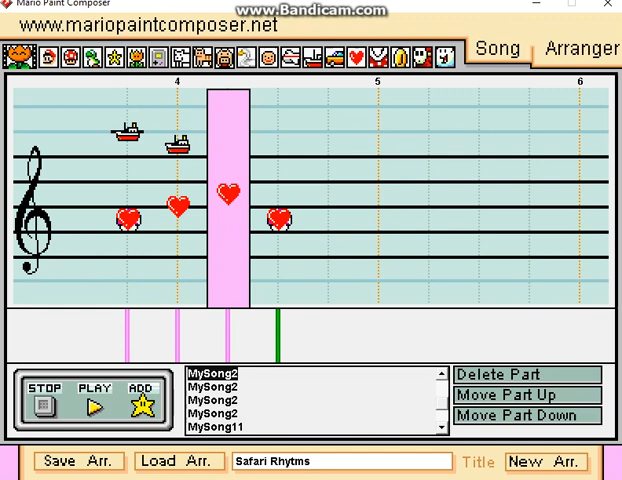 Mario Paint Composer
www.Bandicam.com
www.mariopaintcomposer.net
Song
Arranger
4 5 6
STOP PLAY ADD
MySong2
MySong2
MySong2
MySong2
MySong11
Delete Part
Move Part Up
Move Part Down
Save Arr.
Load Arr.
Safari Rhytms
Title
New Arr.